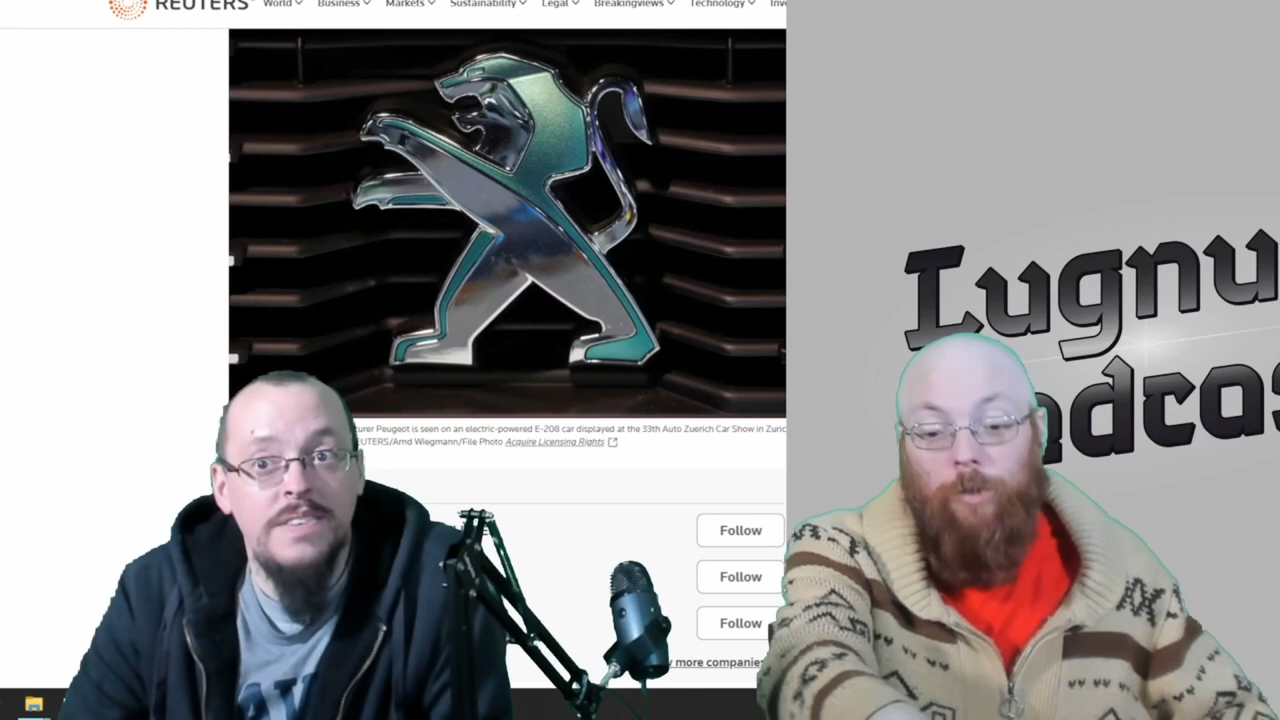 REUTERS
World Business Markets Sustainability Legal Breakingviews Technology
Lugnu
dcas
turer Peugeot is seen on an electric-powered E-208 car displayed at the 33th Auto Zuerich Car Show in Zuric
EUTERS/Arnd Wiegmann/File Photo Acquire Licensing Rights
Follow
Follow
Follow
more companies